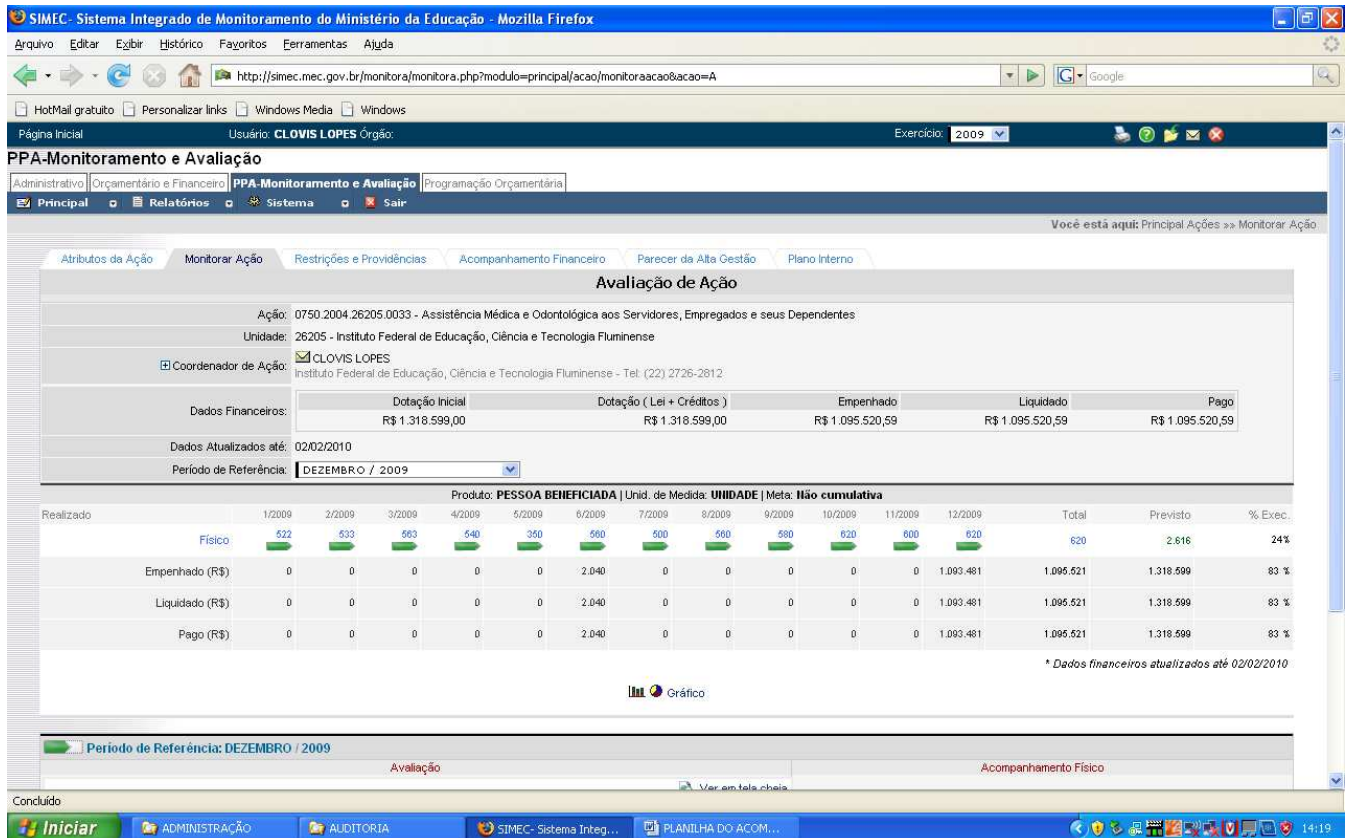 SIMEC- Sistema Integrado de Monitoramento do Ministério da Educação - Mozilla Firefox
Arquivo Editar Exibir Histórico Favoritos Ferramentas Ajuda
http://simec.mec.gov.br/monitora/monitora.php?modulo=principal/acao/monitoraacao&acao=A G Google
HotMail gratuito Personalizar links Windows Media Windows
Página Inicial Usuário: CLOVIS LOPES Órgão: Exercício: 2009
PPA-Monitoramento e Avaliação
Administrativo Orçamentário e Financeiro PPA-Monitoramento e Avaliação Programação Orçamentária
Principal Relatórios Sistema Sair
Você está aqui: Principal Ações »» Monitorar Ação
Atributos da Ação Monitorar Ação Restrições e Providências Acompanhamento Financeiro Parecer da Alta Gestão Plano Interno
Avaliação de Ação
Ação: 0750.2004.26205.0033 - Assistência Médica e Odontológica aos Servidores, Empregados e seus Dependentes
Unidade: 26205 - Instituto Federal de Educação, Ciência e Tecnologia Fluminense
Coordenador de Ação: CLOVIS LOPES
Instituto Federal de Educação, Ciência e Tecnologia Fluminense - Tel: (22) 2726-2812
Dados Financeiros: Dotação Inicial Dotação ( Lei + Créditos ) Empenhado Liquidado Pago
R$ 1.318.599,00 R$ 1.318.599,00 R$ 1.095.520,59 R$ 1.095.520,59 R$ 1.095.520,59
Dados Atualizados até: 02/02/2010
Período de Referência: DEZEMBRO / 2009
Produto: PESSOA BENEFICIADA | Unid. de Medida: UNIDADE | Meta: Não cumulativa
Realizado 1/2009 2/2009 3/2009 4/2009 5/2009 6/2009 7/2009 8/2009 9/2009 10/2009 11/2009 12/2009 Total Previsto % Exec.
Físico 522 533 563 540 350 560 500 560 580 620 600 620 620 2.616 24%
Empenhado (R$) 0 0 0 0 0 2.040 0 0 0 0 0 1.093.481 1.095.521 1.318.599 83 %
Liquidado (R$) 0 0 0 0 0 2.040 0 0 0 0 0 1.093.481 1.095.521 1.318.599 83 %
Pago (R$) 0 0 0 0 0 2.040 0 0 0 0 0 1.093.481 1.095.521 1.318.599 83 %
* Dados financeiros atualizados até 02/02/2010
Gráfico
Período de Referência: DEZEMBRO / 2009
Avaliação Acompanhamento Físico
Ver em tela cheia
Concluído
Iniciar ADMINISTRAÇÃO AUDITORIA SIMEC- Sistema Integ... PLANILHA DO ACOM... 14:19